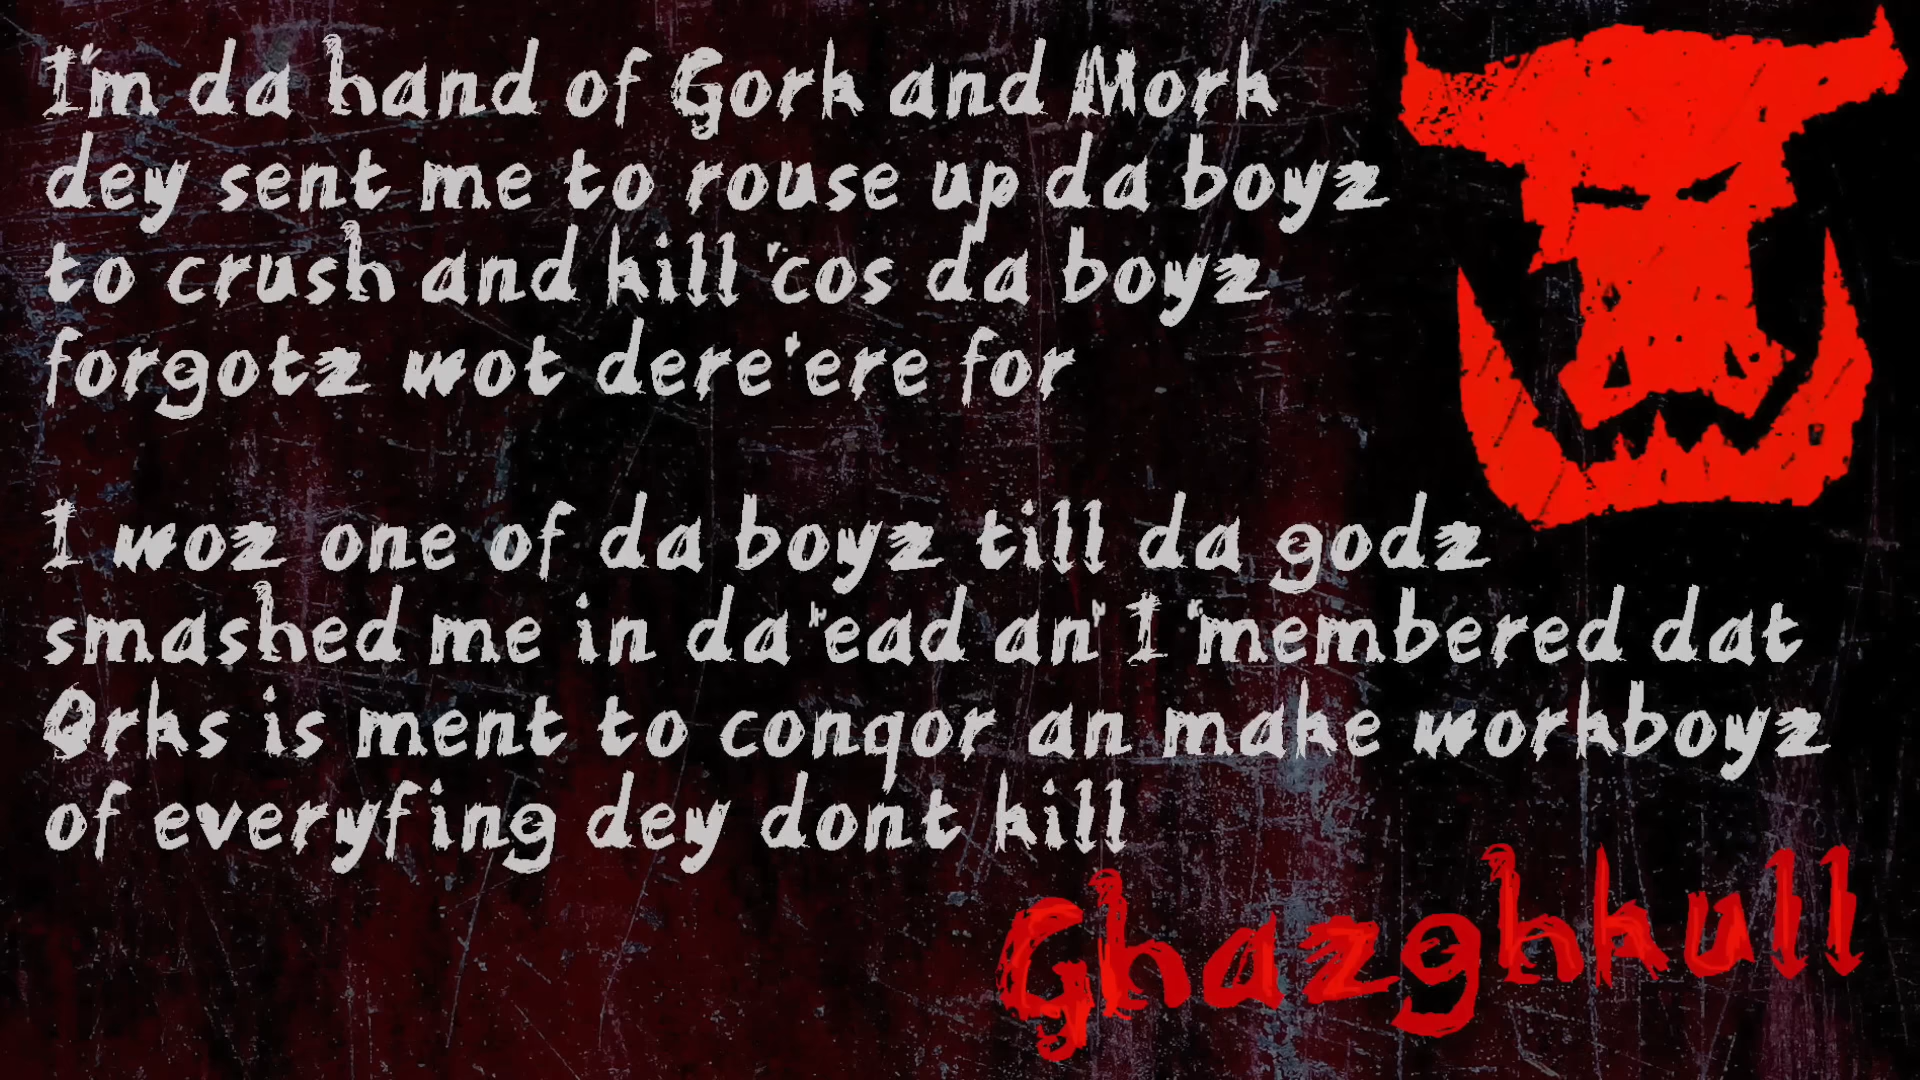 I'm da hand of Gork and Mork
dey sent me to rouse up da boyz
to crush and kill 'cos da boyz
forgotz wot dere 'ere for
I woz one of da boyz till da godz
smashed me in da 'ead an' I 'membered dat
Orks is ment to conqor an make workboyz
of everyfing dey dont kill
Ghazghkull